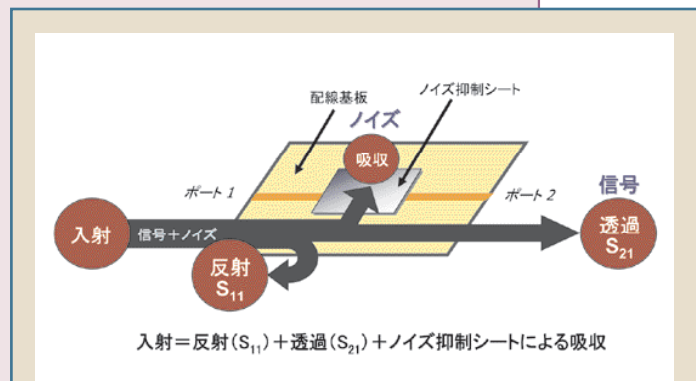 配線基板
ノイズ抑制シート
ノイズ
吸収
ポート1
ポート2
信号
入射
信号＋ノイズ
透過
S21
反射
S11
入射＝反射(S11)＋透過(S21)＋ノイズ抑制シートによる吸収